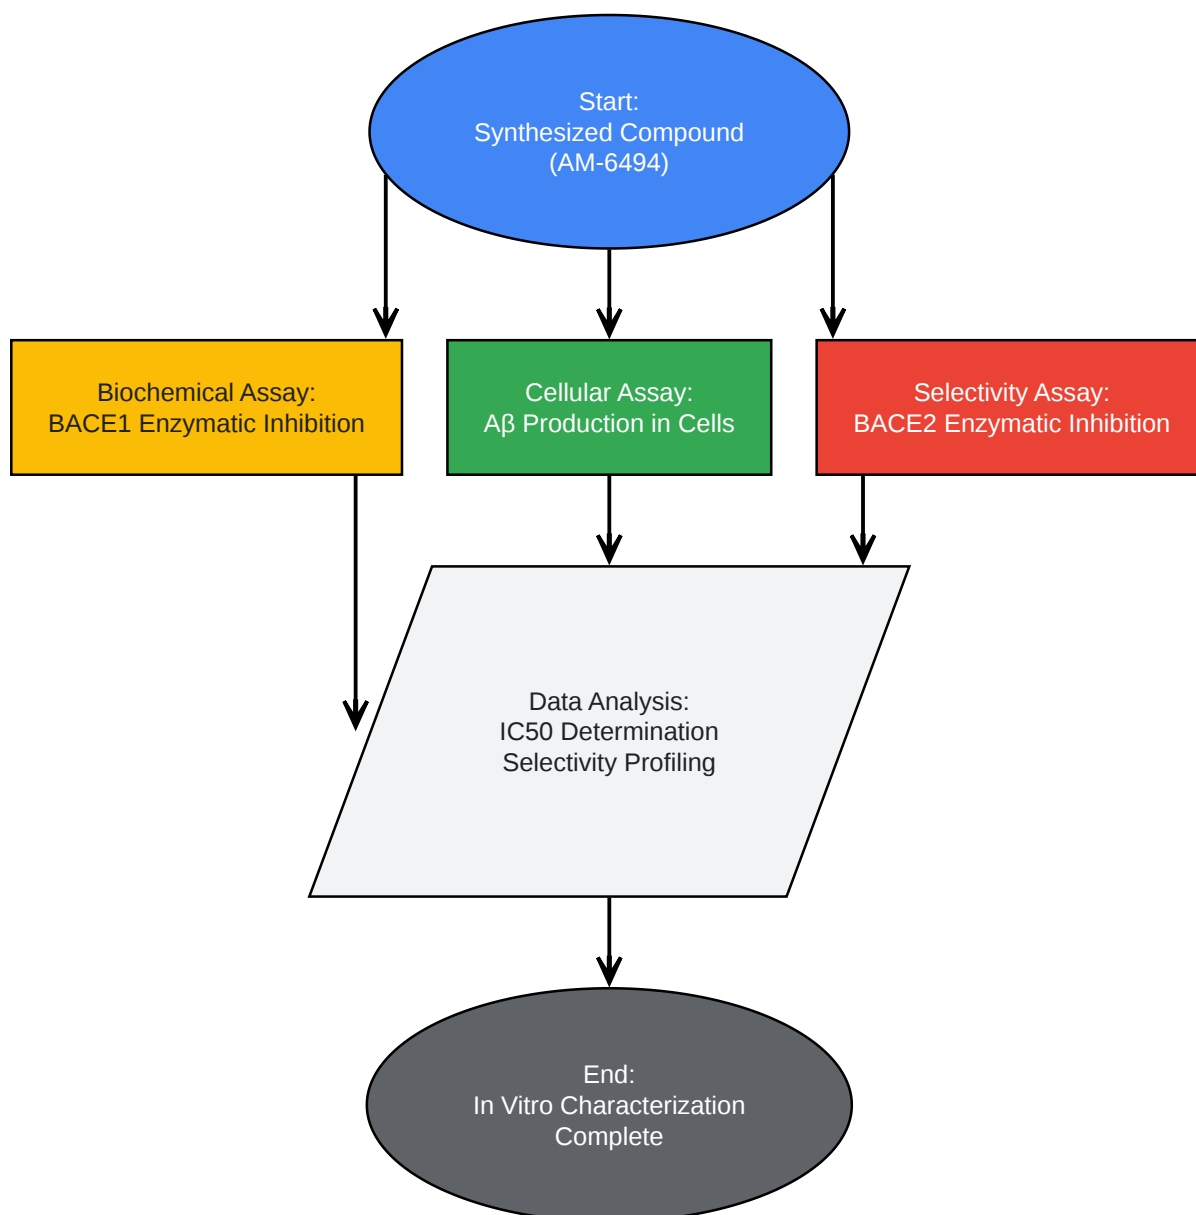 Start:
Synthesized Compound
(AM-6494)
Biochemical Assay:
BACE1 Enzymatic Inhibition
Cellular Assay:
Aβ Production in Cells
Selectivity Assay:
BACE2 Enzymatic Inhibition
Data Analysis:
IC50 Determination
Selectivity Profiling
End:
In Vitro Characterization
Complete